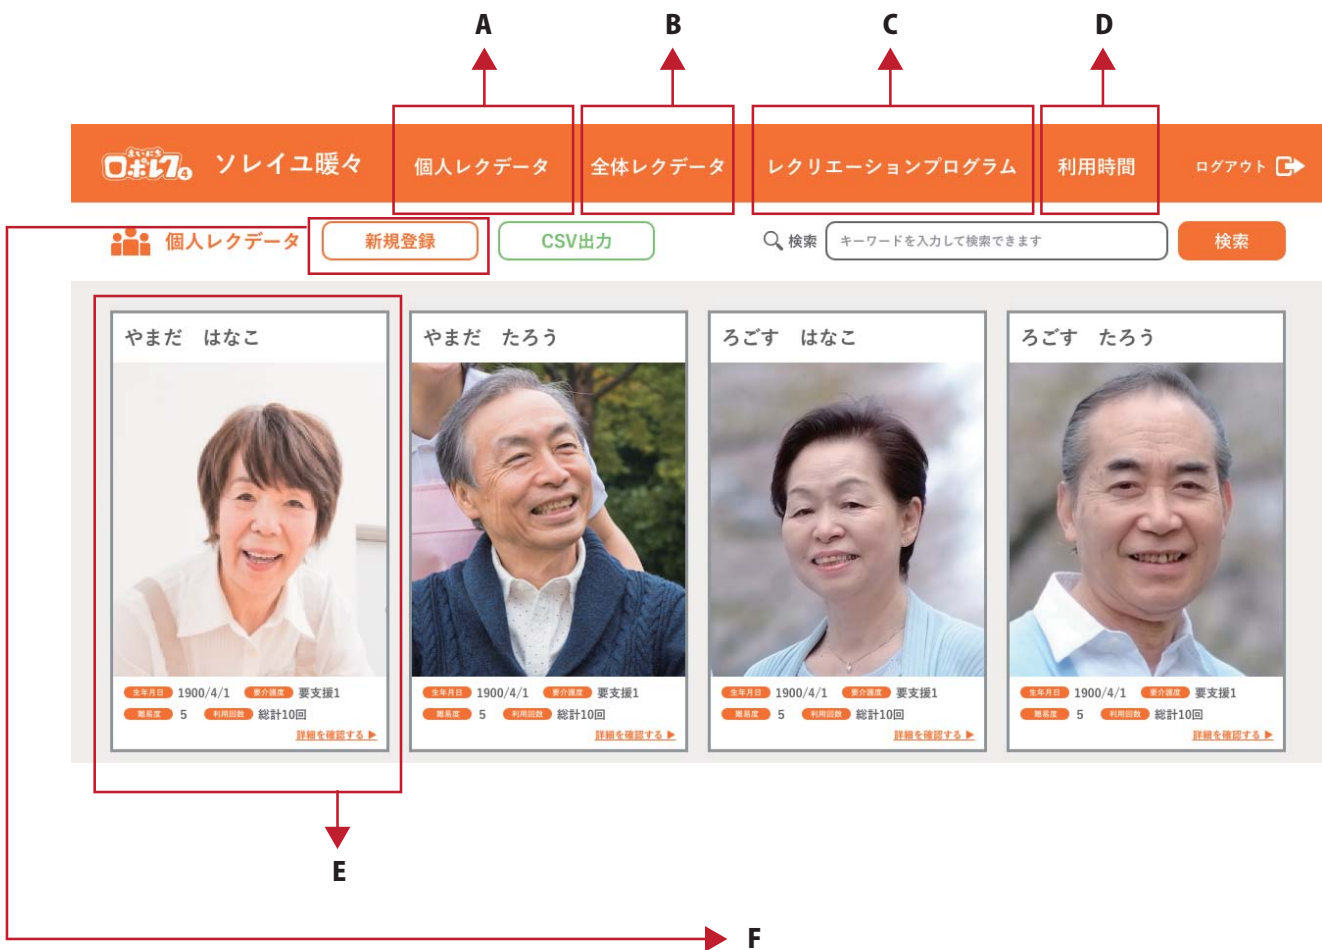 A B C D
まいにち
ロボレク4 ソレイユ暖々 個人レクデータ 全体レクデータ レクリエーションプログラム 利用時間 ログアウト
個人レクデータ 新規登録 CSV出力 検索 キーワードを入力して検索できます 検索
やまだ はなこ
生年月日 1900/4/1 要介護度 要支援1
難易度 5 利用回数 総計10回
詳細を確認する ▶
やまだ たろう
生年月日 1900/4/1 要介護度 要支援1
難易度 5 利用回数 総計10回
詳細を確認する ▶
ろごす はなこ
生年月日 1900/4/1 要介護度 要支援1
難易度 5 利用回数 総計10回
詳細を確認する ▶
ろごす たろう
生年月日 1900/4/1 要介護度 要支援1
難易度 5 利用回数 総計10回
詳細を確認する ▶
E
F